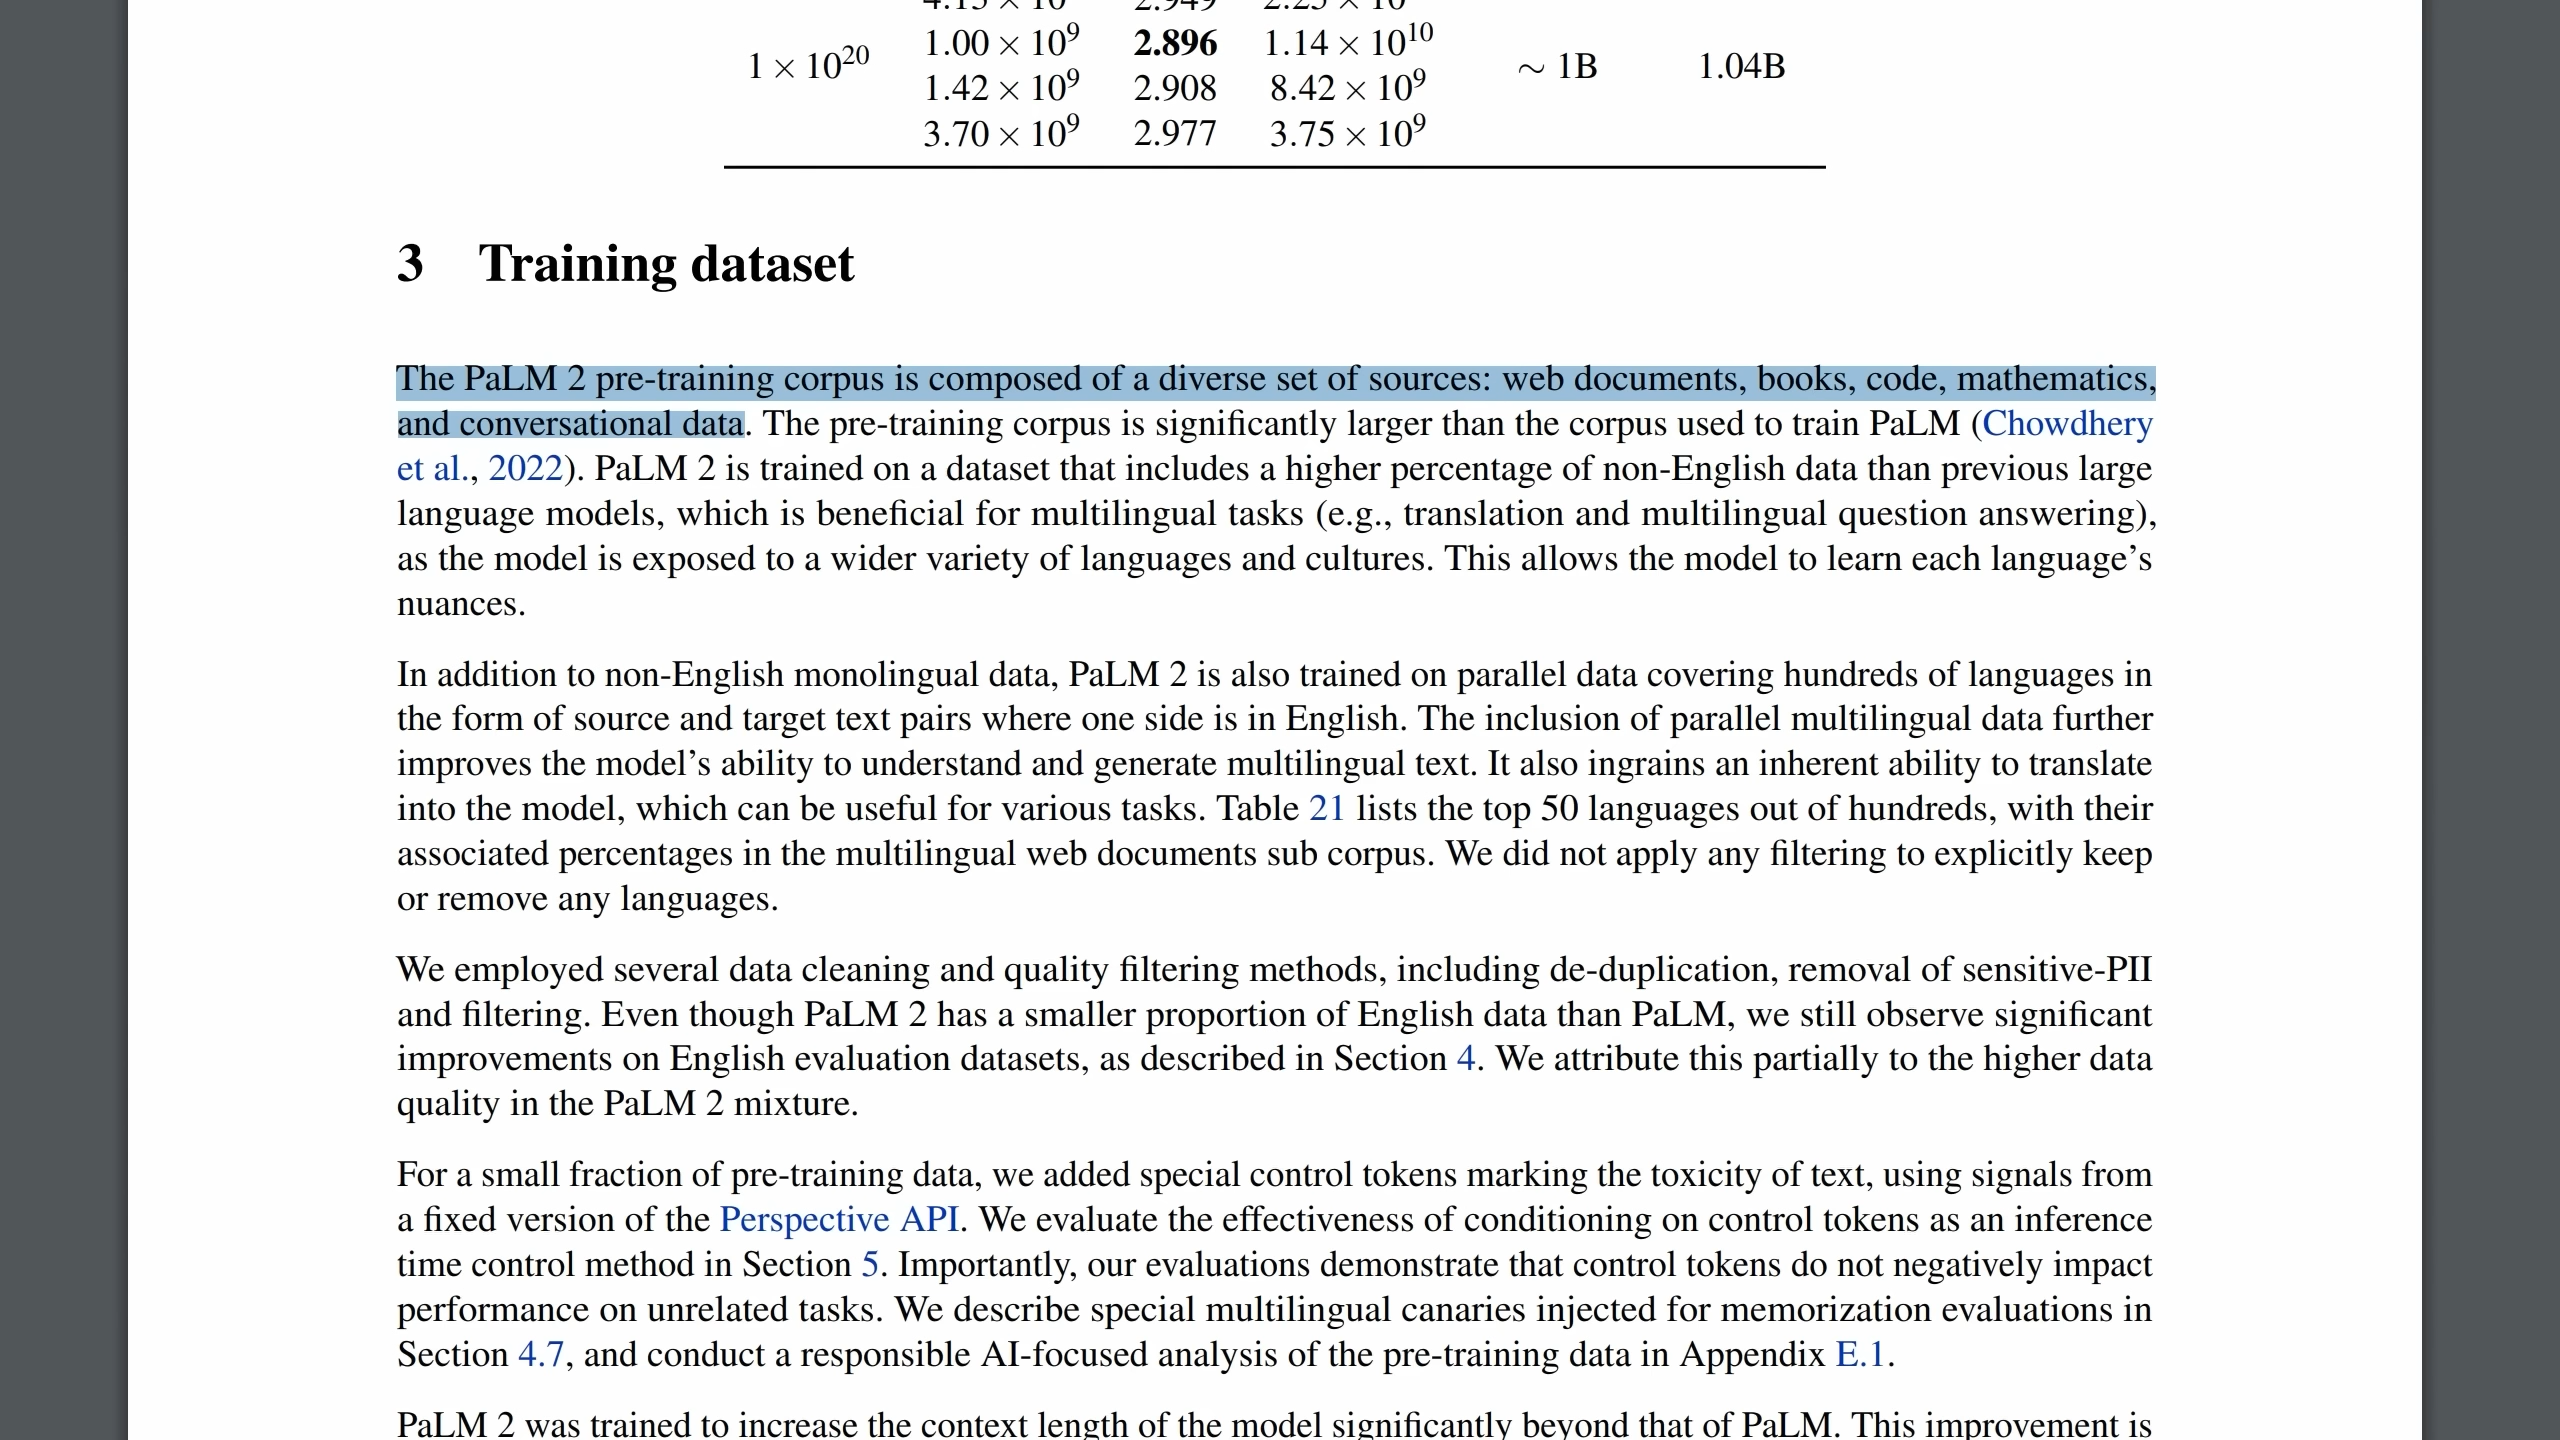 4.13 × 10 2.949 2.23 × 10
1.00 × 10⁹ 2.896 1.14 × 10¹⁰
1 × 10²⁰ ∼ 1B 1.04B
1.42 × 10⁹ 2.908 8.42 × 10⁹
3.70 × 10⁹ 2.977 3.75 × 10⁹
3 Training dataset
The PaLM 2 pre-training corpus is composed of a diverse set of sources: web documents, books, code, mathematics,
and conversational data. The pre-training corpus is significantly larger than the corpus used to train PaLM (Chowdhery
et al., 2022). PaLM 2 is trained on a dataset that includes a higher percentage of non-English data than previous large
language models, which is beneficial for multilingual tasks (e.g., translation and multilingual question answering),
as the model is exposed to a wider variety of languages and cultures. This allows the model to learn each language’s
nuances.
In addition to non-English monolingual data, PaLM 2 is also trained on parallel data covering hundreds of languages in
the form of source and target text pairs where one side is in English. The inclusion of parallel multilingual data further
improves the model’s ability to understand and generate multilingual text. It also ingrains an inherent ability to translate
into the model, which can be useful for various tasks. Table 21 lists the top 50 languages out of hundreds, with their
associated percentages in the multilingual web documents sub corpus. We did not apply any filtering to explicitly keep
or remove any languages.
We employed several data cleaning and quality filtering methods, including de-duplication, removal of sensitive-PII
and filtering. Even though PaLM 2 has a smaller proportion of English data than PaLM, we still observe significant
improvements on English evaluation datasets, as described in Section 4. We attribute this partially to the higher data
quality in the PaLM 2 mixture.
For a small fraction of pre-training data, we added special control tokens marking the toxicity of text, using signals from
a fixed version of the Perspective API. We evaluate the effectiveness of conditioning on control tokens as an inference
time control method in Section 5. Importantly, our evaluations demonstrate that control tokens do not negatively impact
performance on unrelated tasks. We describe special multilingual canaries injected for memorization evaluations in
Section 4.7, and conduct a responsible AI-focused analysis of the pre-training data in Appendix E.1.
PaLM 2 was trained to increase the context length of the model significantly beyond that of PaLM. This improvement is